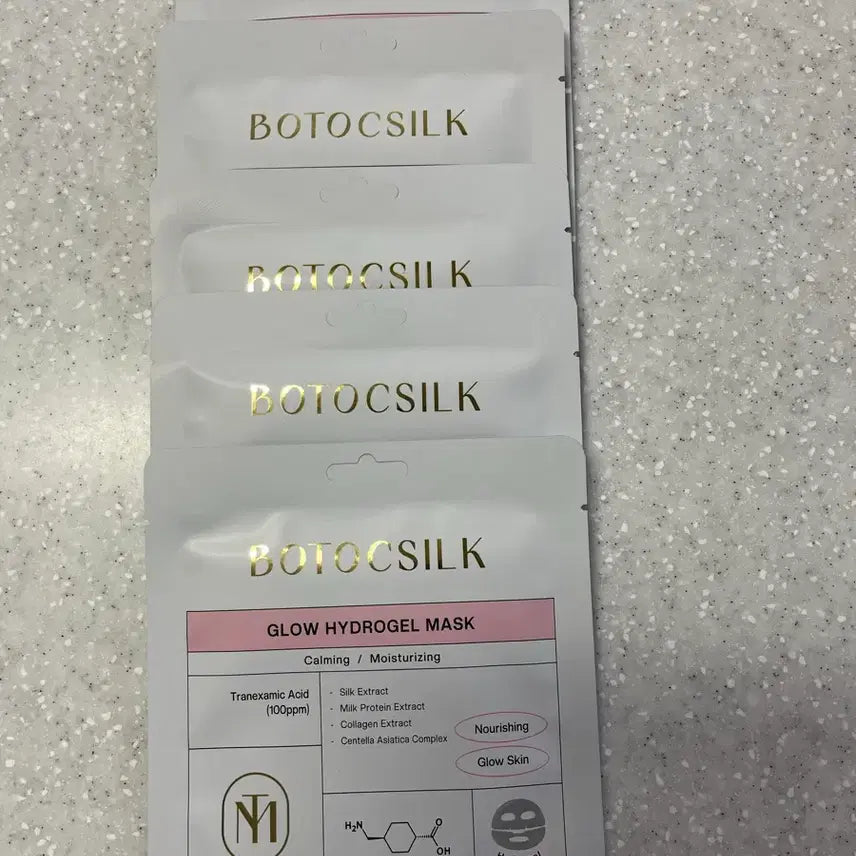 BOTOCSILK
BOTOCSILK
BOTOCSILK
BOTOCSILK
GLOW HYDROGEL MASK
Calming / Moisturizing
Tranexamic Acid
(100ppm)
· Silk Extract
· Milk Protein Extract
· Collagen Extract
· Centella Asiatica Complex
Nourishing
Glow Skin
H₂N
O
OH